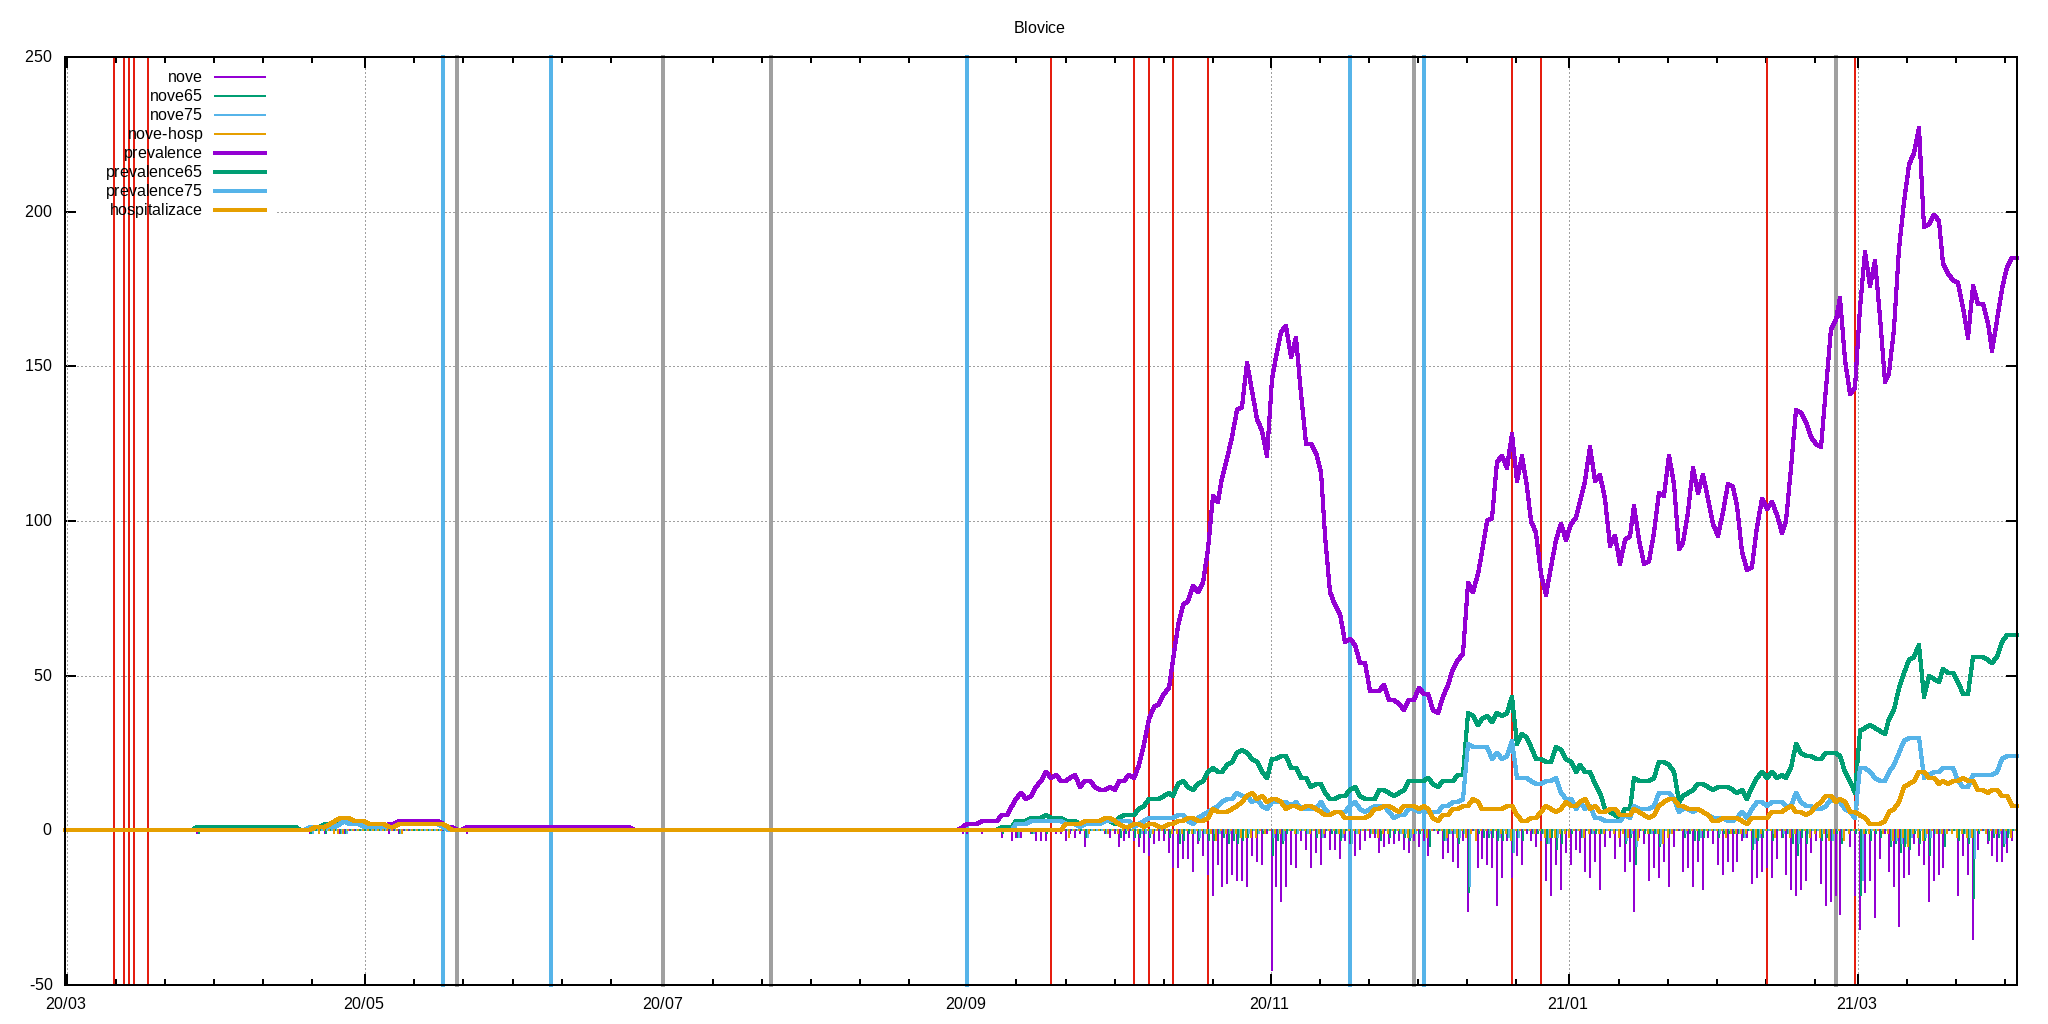 Blovice
250
200
150
100
50
0
-50
nove
nove65
nove75
nove-hosp
prevalence
prevalence65
prevalence75
hospitalizace
20/03 20/05 20/07 20/09 20/11 21/01 21/03